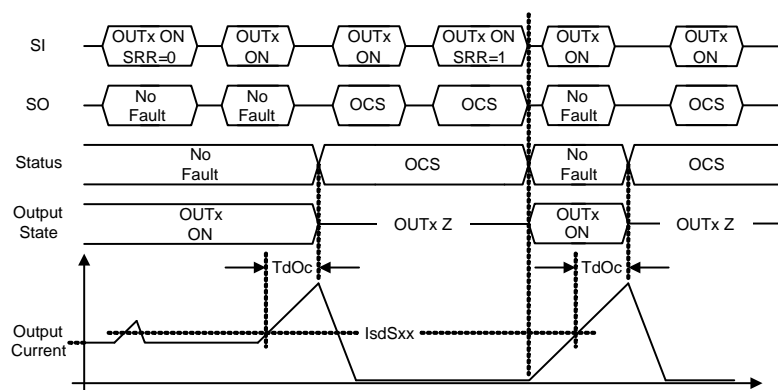 SI
OUTx ON
SRR=0
OUTx
ON
OUTx
ON
OUTx ON
SRR=1
OUTx
ON
OUTx
ON
SO
No
Fault
No
Fault
OCS
OCS
No
Fault
OCS
Status
No
Fault
OCS
No
Fault
OCS
Output
State
OUTx
ON
OUTx Z
OUTx
ON
OUTx Z
TdOc
TdOc
Output
Current
IsdSxx